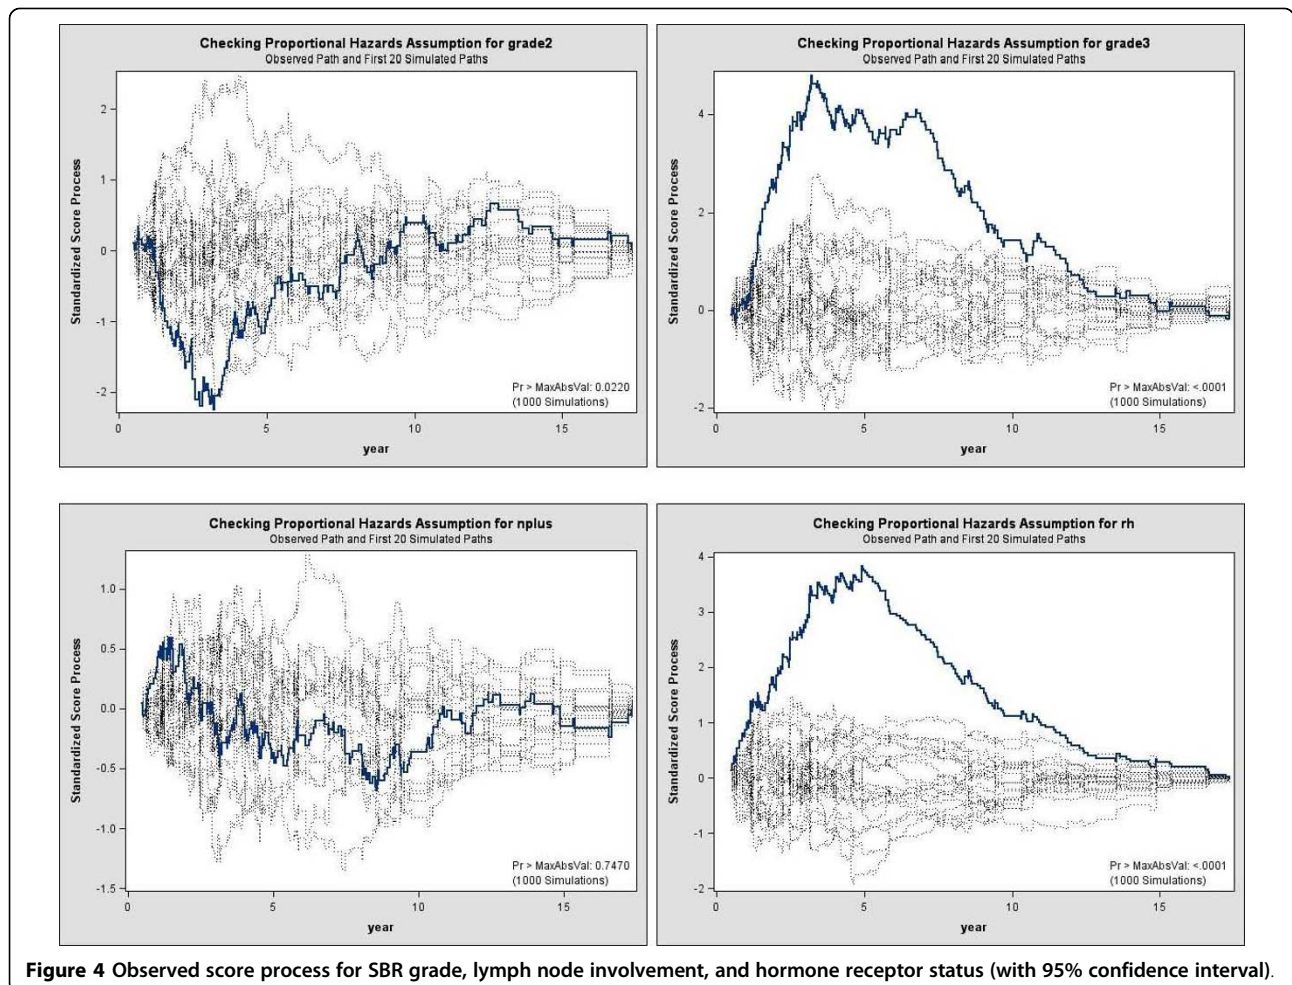 Checking Proportional Hazards Assumption for grade2
Observed Path and First 20 Simulated Paths
Standardized Score Process
2
1
0
-1
-2
Pr > MaxAbsVal: 0.0220
(1000 Simulations)
0 5 10 15
year
Checking Proportional Hazards Assumption for grade3
Observed Path and First 20 Simulated Paths
Standardized Score Process
4
2
0
-2
Pr > MaxAbsVal: <.0001
(1000 Simulations)
0 5 10 15
year
Checking Proportional Hazards Assumption for nplus
Observed Path and First 20 Simulated Paths
Standardized Score Process
1.0
0.5
0.0
-0.5
-1.0
-1.5
Pr > MaxAbsVal: 0.7470
(1000 Simulations)
0 5 10 15
year
Checking Proportional Hazards Assumption for rh
Observed Path and First 20 Simulated Paths
Standardized Score Process
4
3
2
1
0
-1
-2
Pr > MaxAbsVal: <.0001
(1000 Simulations)
0 5 10 15
year
Figure 4 Observed score process for SBR grade, lymph node involvement, and hormone receptor status (with 95% confidence interval).